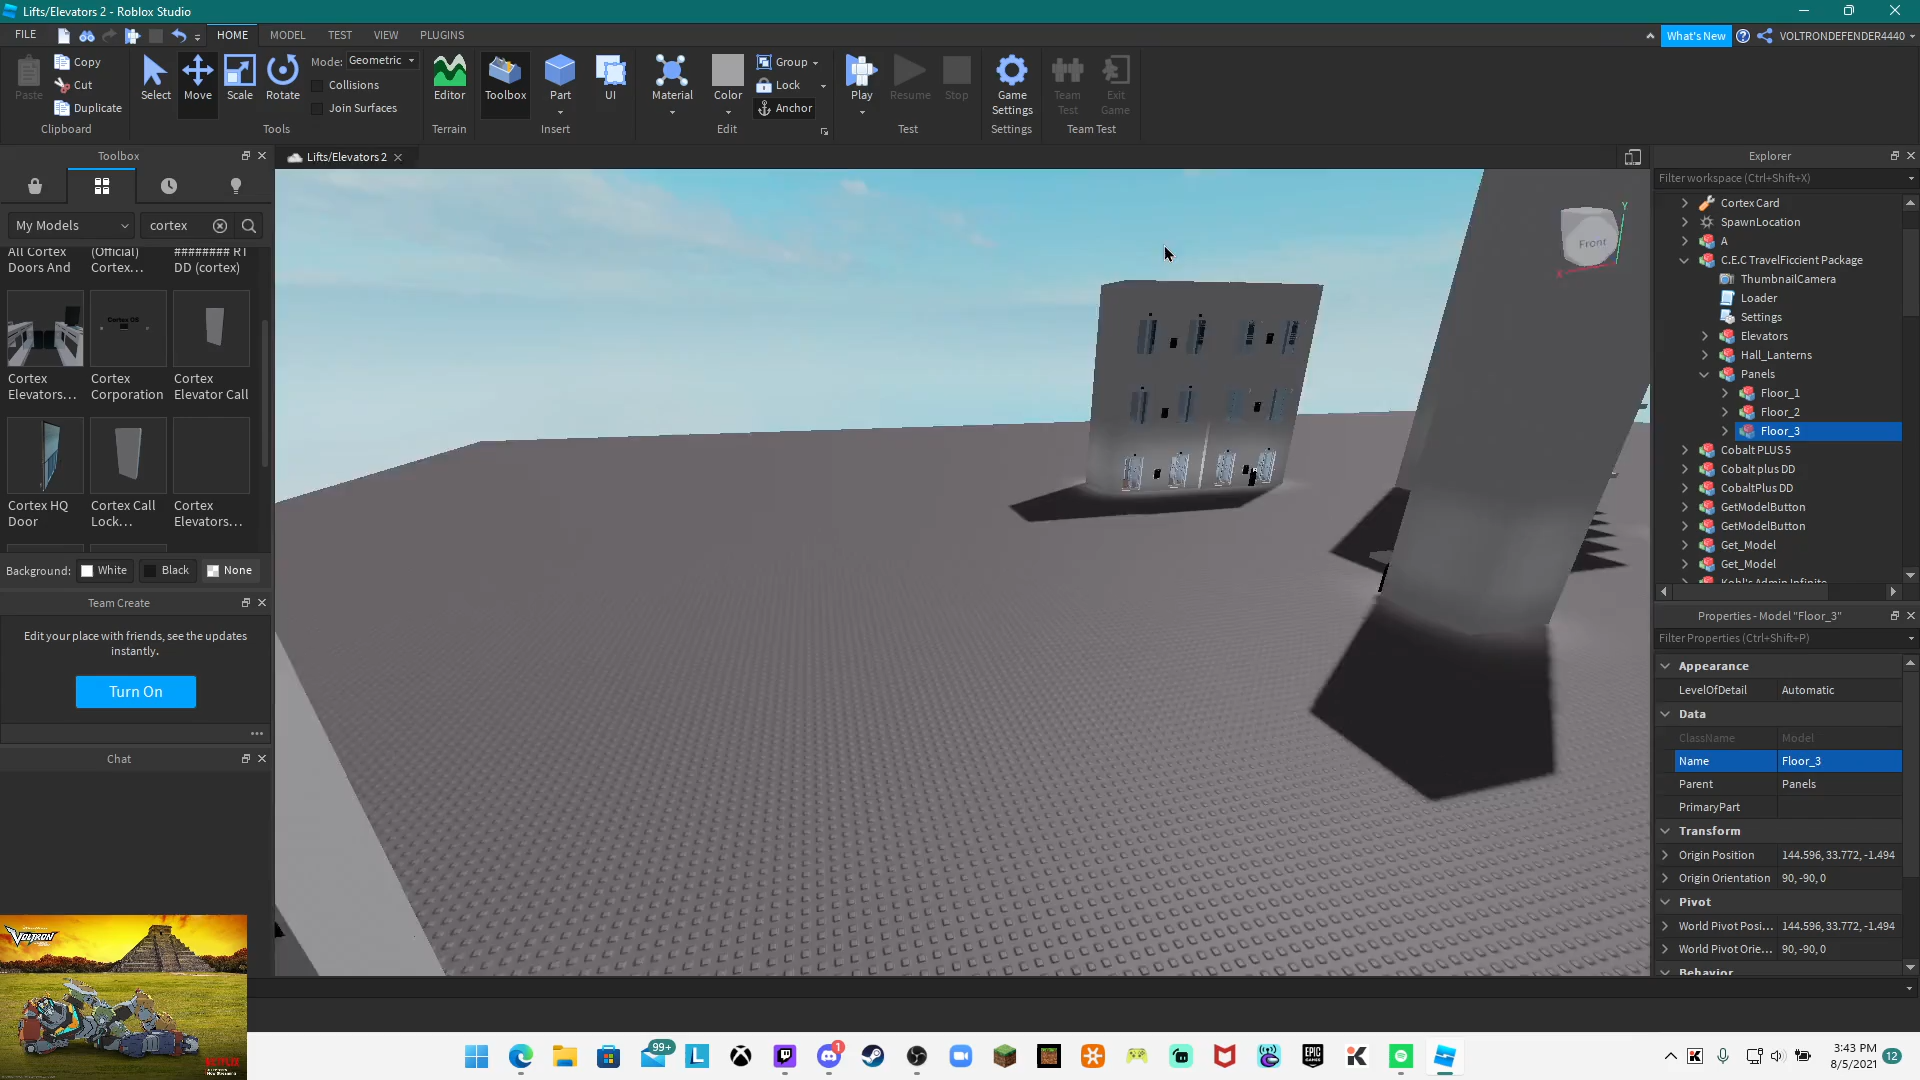 Lifts/Elevators 2 - Roblox Studio
FILE
HOME
MODEL
TEST
VIEW
PLUGINS
What's New
VOLTRONDEFENDER4440
Paste
Copy
Cut
Duplicate
Clipboard
Select
Move
Scale
Rotate
Mode:
Geometric
Collisions
Join Surfaces
Tools
Editor
Terrain
Toolbox
Part
UI
Insert
Material
Color
Group
Lock
Anchor
Edit
Play
Resume
Stop
Test
Game
Settings
Settings
Team
Test
Exit
Game
Team Test
Toolbox
My Models
cortex
All Cortex
Doors And
(Official)
Cortex...
######## RT
DD (cortex)
Cortex
Elevators...
Cortex
Corporation
Cortex
Elevator Call
Cortex HQ
Door
Cortex Call
Lock...
Cortex
Elevators...
Background:
White
Black
None
Team Create
Edit your place with friends, see the updates
instantly.
Turn On
Chat
Lifts/Elevators 2
Front
Y
X
Explorer
Filter workspace (Ctrl+Shift+X)
Cortex Card
SpawnLocation
A
C.E.C TravelFiccient Package
ThumbnailCamera
Loader
Settings
Elevators
Hall_Lanterns
Panels
Floor_1
Floor_2
Floor_3
Cobalt PLUS 5
Cobalt plus DD
CobaltPlus DD
GetModelButton
GetModelButton
Get_Model
Get_Model
Kohl's Admin Infinite
Properties - Model "Floor_3"
Filter Properties (Ctrl+Shift+P)
Appearance
LevelOfDetail
Automatic
Data
ClassName
Model
Name
Floor_3
Parent
Panels
PrimaryPart
Transform
Origin Position
144.596, 33.772, -1.494
Origin Orientation
90, -90, 0
Pivot
World Pivot Posi...
144.596, 33.772, -1.494
World Pivot Orie...
90, -90, 0
Behavior
VOLTRON
NETFLIX
99+
L
1
EPIC
GAMES
3:43 PM
8/5/2021
12